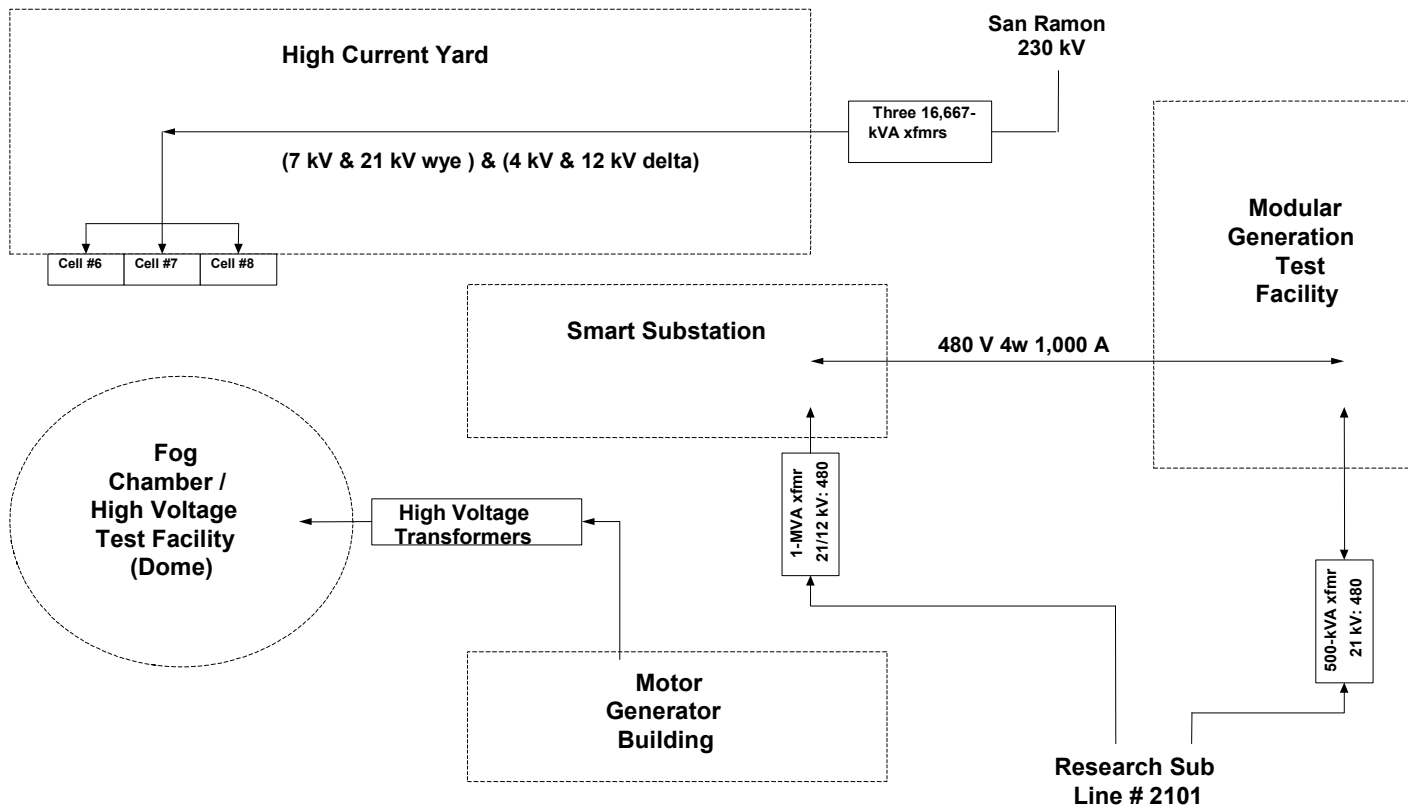 High Current Yard
San Ramon
230 kV
Three 16,667-
kVA xfmrs
(7 kV & 21 kV wye ) & (4 kV & 12 kV delta)
Cell #6
Cell #7
Cell #8
Modular
Generation
Test
Facility
Smart Substation
480 V 4w 1,000 A
Fog
Chamber /
High Voltage
Test Facility
(Dome)
High Voltage
Transformers
1-MVA xfmr
21/12 kV: 480
500-kVA xfmr
21 kV: 480
Motor
Generator
Building
Research Sub
Line # 2101